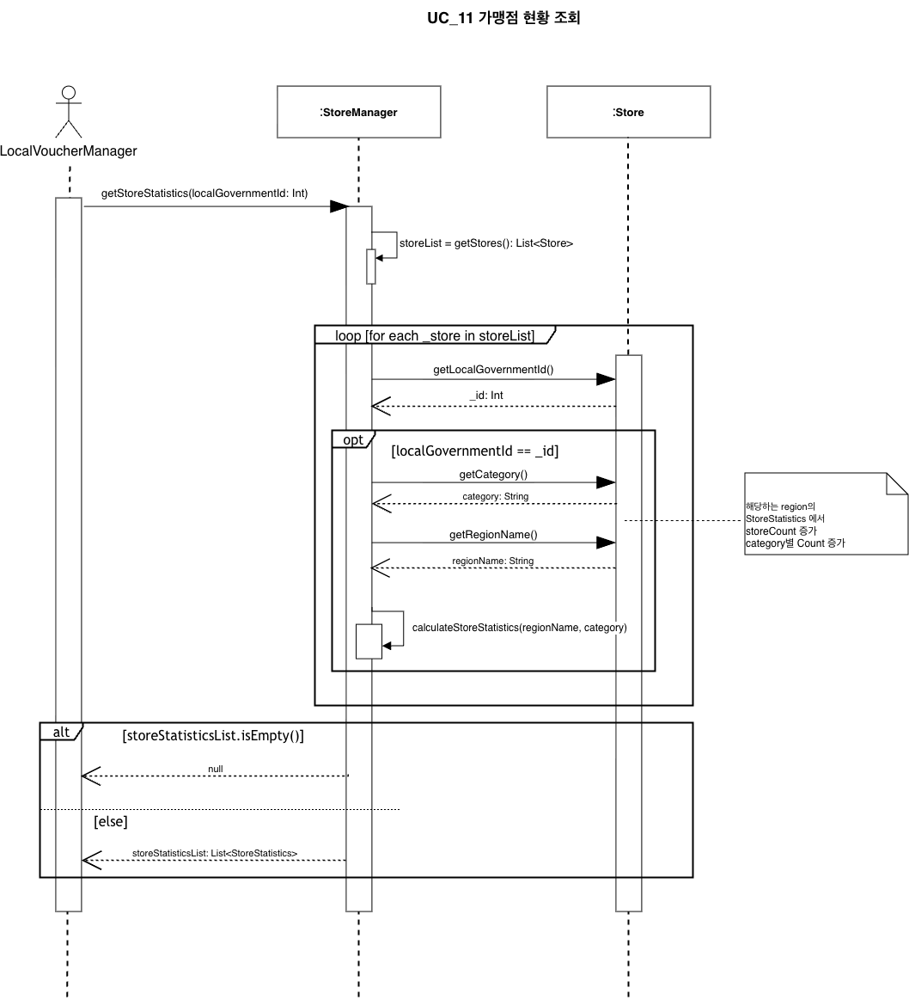 UC_11 가맹점 현황 조회
:StoreManager
:Store
LocalVoucherManager
getStoreStatistics(localGovernmentId: Int)
storeList = getStores(): List<Store>
loop [for each _store in storeList]
getLocalGovernmentId()
_id: Int
opt
[localGovernmentId == _id]
getCategory()
category: String
getRegionName()
regionName: String
해당하는 region의
StoreStatistics 에서
storeCount 증가
category별 Count 증가
calculateStoreStatistics(regionName, category)
alt
[storeStatisticsList.isEmpty()]
null
[else]
storeStatisticsList: List<StoreStatistics>